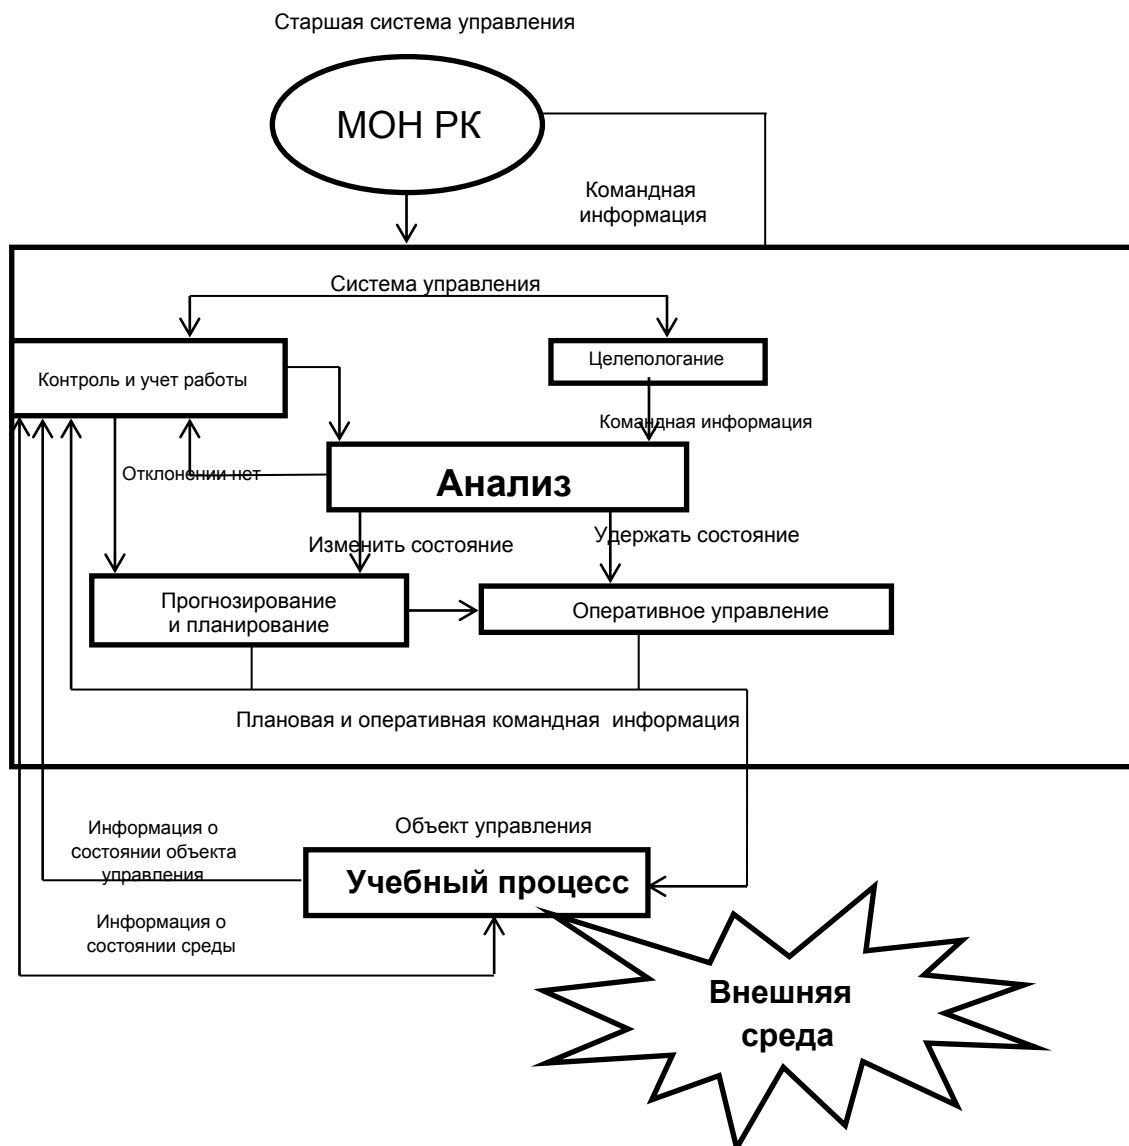 Старшая система управления
МОН РК
Командная
информация
Система управления
Контроль и учет работы
Целепологание
Командная информация
Отклонении нет
Анализ
Изменить состояние
Удержать состояние
Прогнозирование
и планирование
Оперативное управление
Плановая и оперативная командная информация
Информация о
состоянии объекта
управления
Объект управления
Учебный процесс
Информация о
состоянии среды
Внешняя
среда